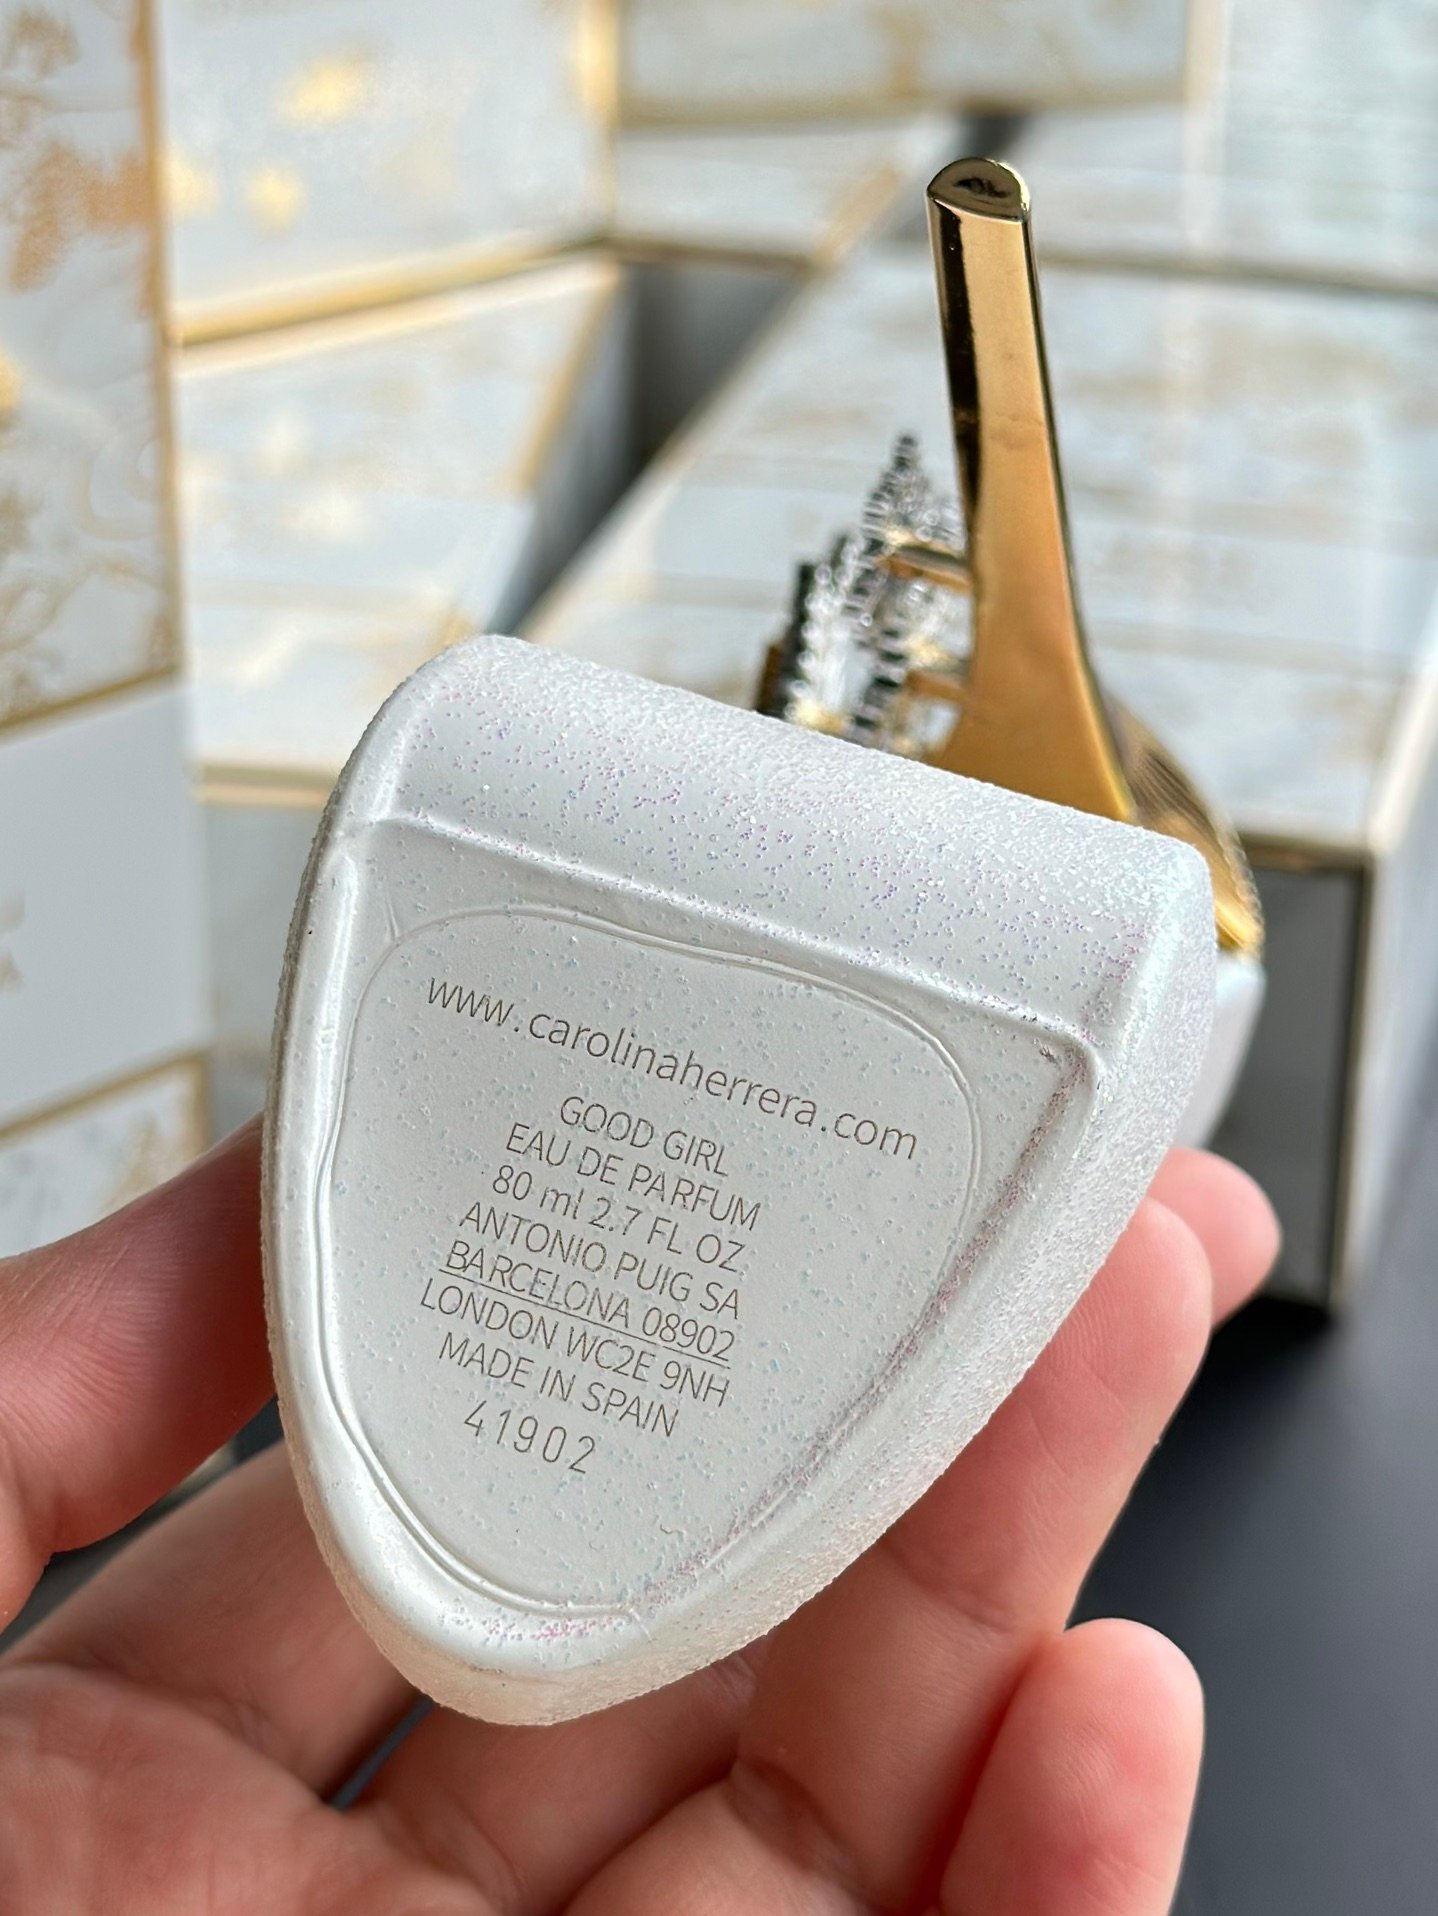 www.carolinaherrera.com
GOOD GIRL
EAU DE PARFUM
80 ml 2.7 FL OZ
ANTONIO PUIG SA
BARCELONA 08902
LONDON WC2E 9NH
MADE IN SPAIN
41902